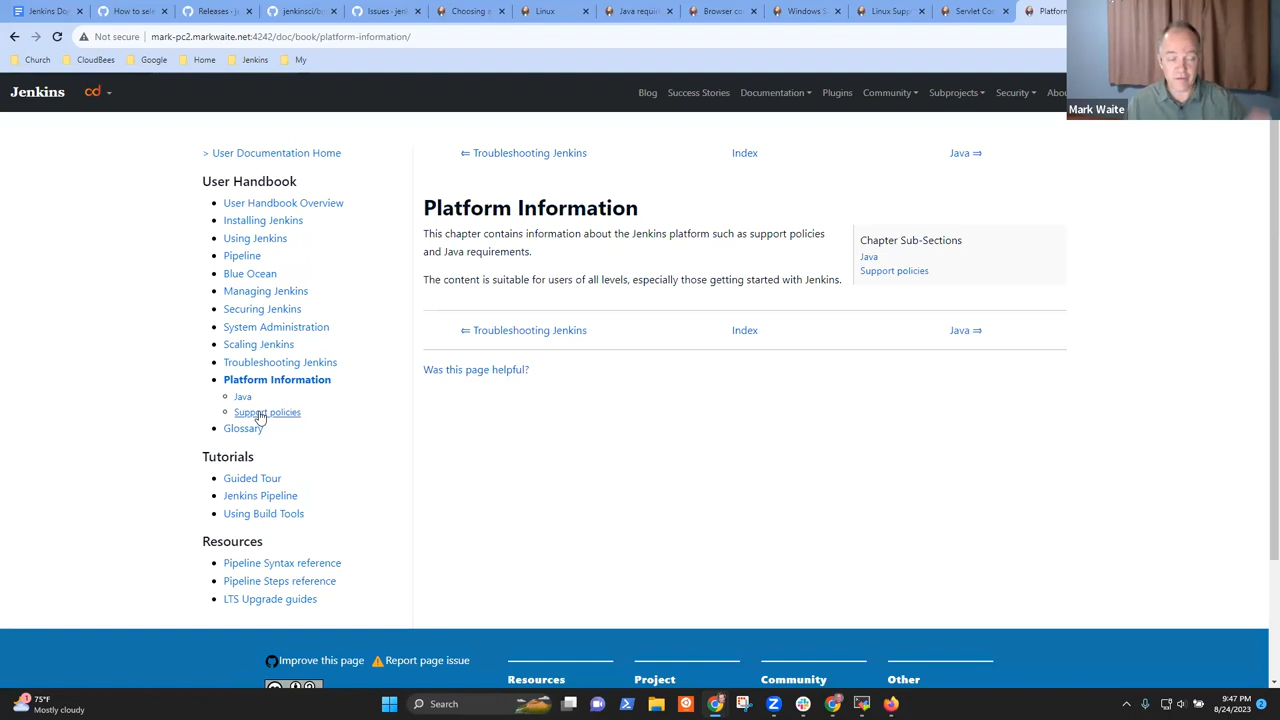 Jenkins Doc
How to sele
Releases · j
jenkinsci/b
Issues · jen
Choosing a
Linux
Java requi
Browser co
Windows S
Linux Supp
Servlet Con
Platfor
Not secure
mark-pc2.markwaite.net:4242/doc/book/platform-information/
Church
CloudBees
Google
Home
Jenkins
My
Mark Waite
Jenkins
cd
Blog
Success Stories
Documentation
Plugins
Community
Subprojects
Security
Abou
> User Documentation Home
User Handbook
User Handbook Overview
Installing Jenkins
Using Jenkins
Pipeline
Blue Ocean
Managing Jenkins
Securing Jenkins
System Administration
Scaling Jenkins
Troubleshooting Jenkins
Platform Information
Java
Support policies
Glossary
Tutorials
Guided Tour
Jenkins Pipeline
Using Build Tools
Resources
Pipeline Syntax reference
Pipeline Steps reference
LTS Upgrade guides
⇐ Troubleshooting Jenkins
Index
Java ⇒
Platform Information
This chapter contains information about the Jenkins platform such as support policies
and Java requirements.
The content is suitable for users of all levels, especially those getting started with Jenkins.
Chapter Sub-Sections
Java
Support policies
⇐ Troubleshooting Jenkins
Index
Java ⇒
Was this page helpful?
Improve this page
Report page issue
Resources
Project
Community
Other
75°F
Mostly cloudy
Search
9:47 PM
8/24/2023